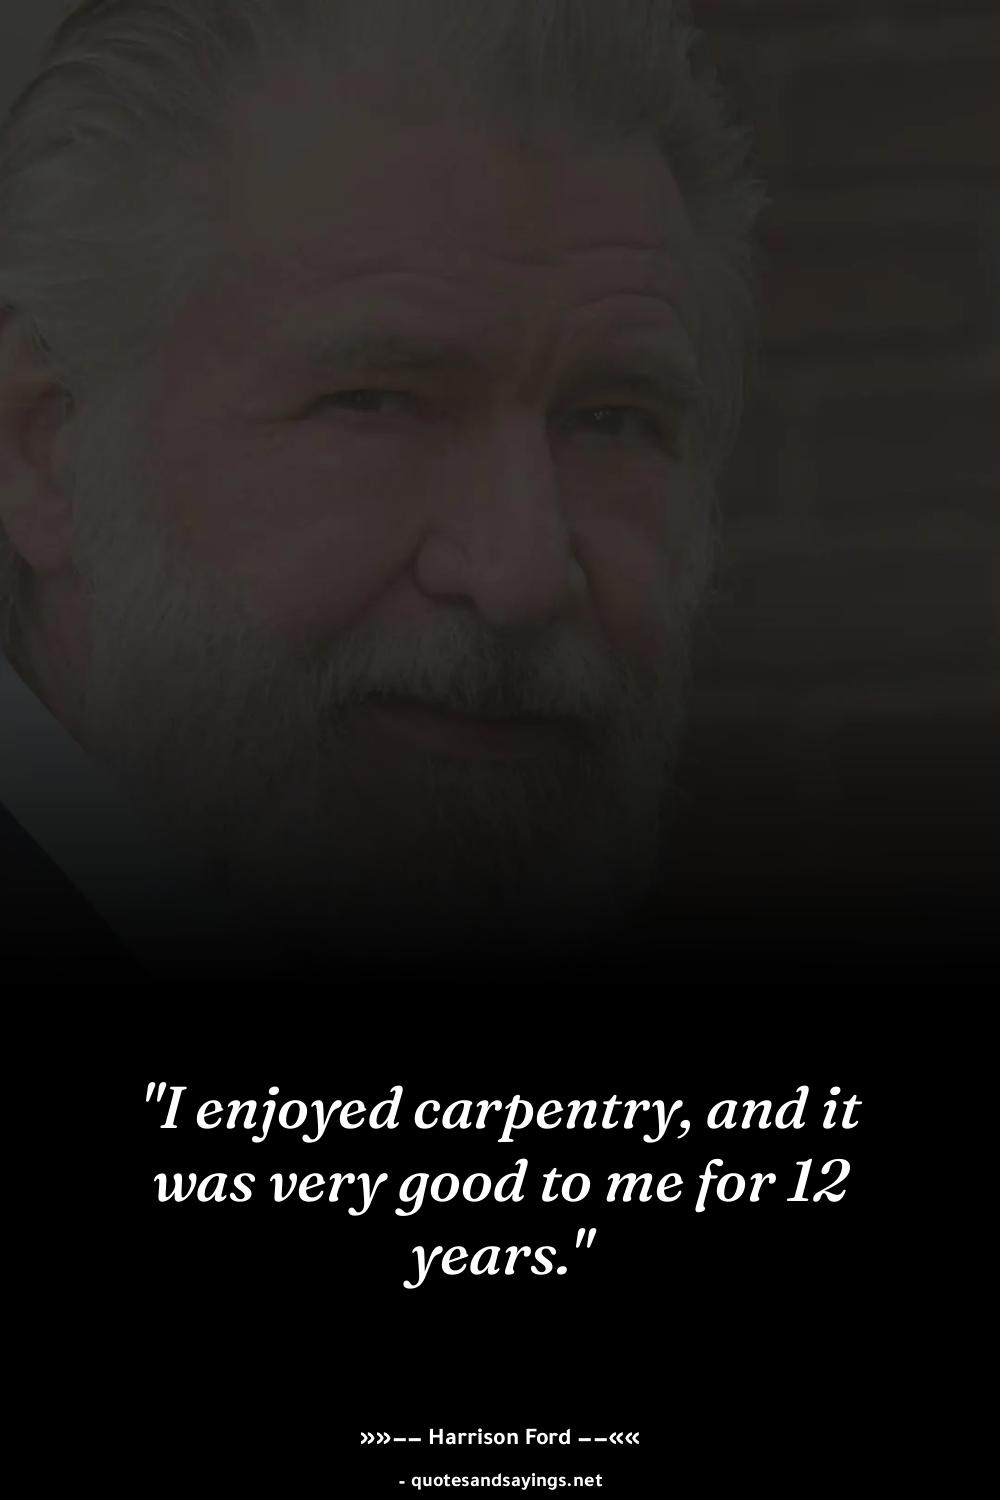 "I enjoyed carpentry, and it
was very good to me for 12
years."
»»−− Harrison Ford −−««
- quotesandsayings.net